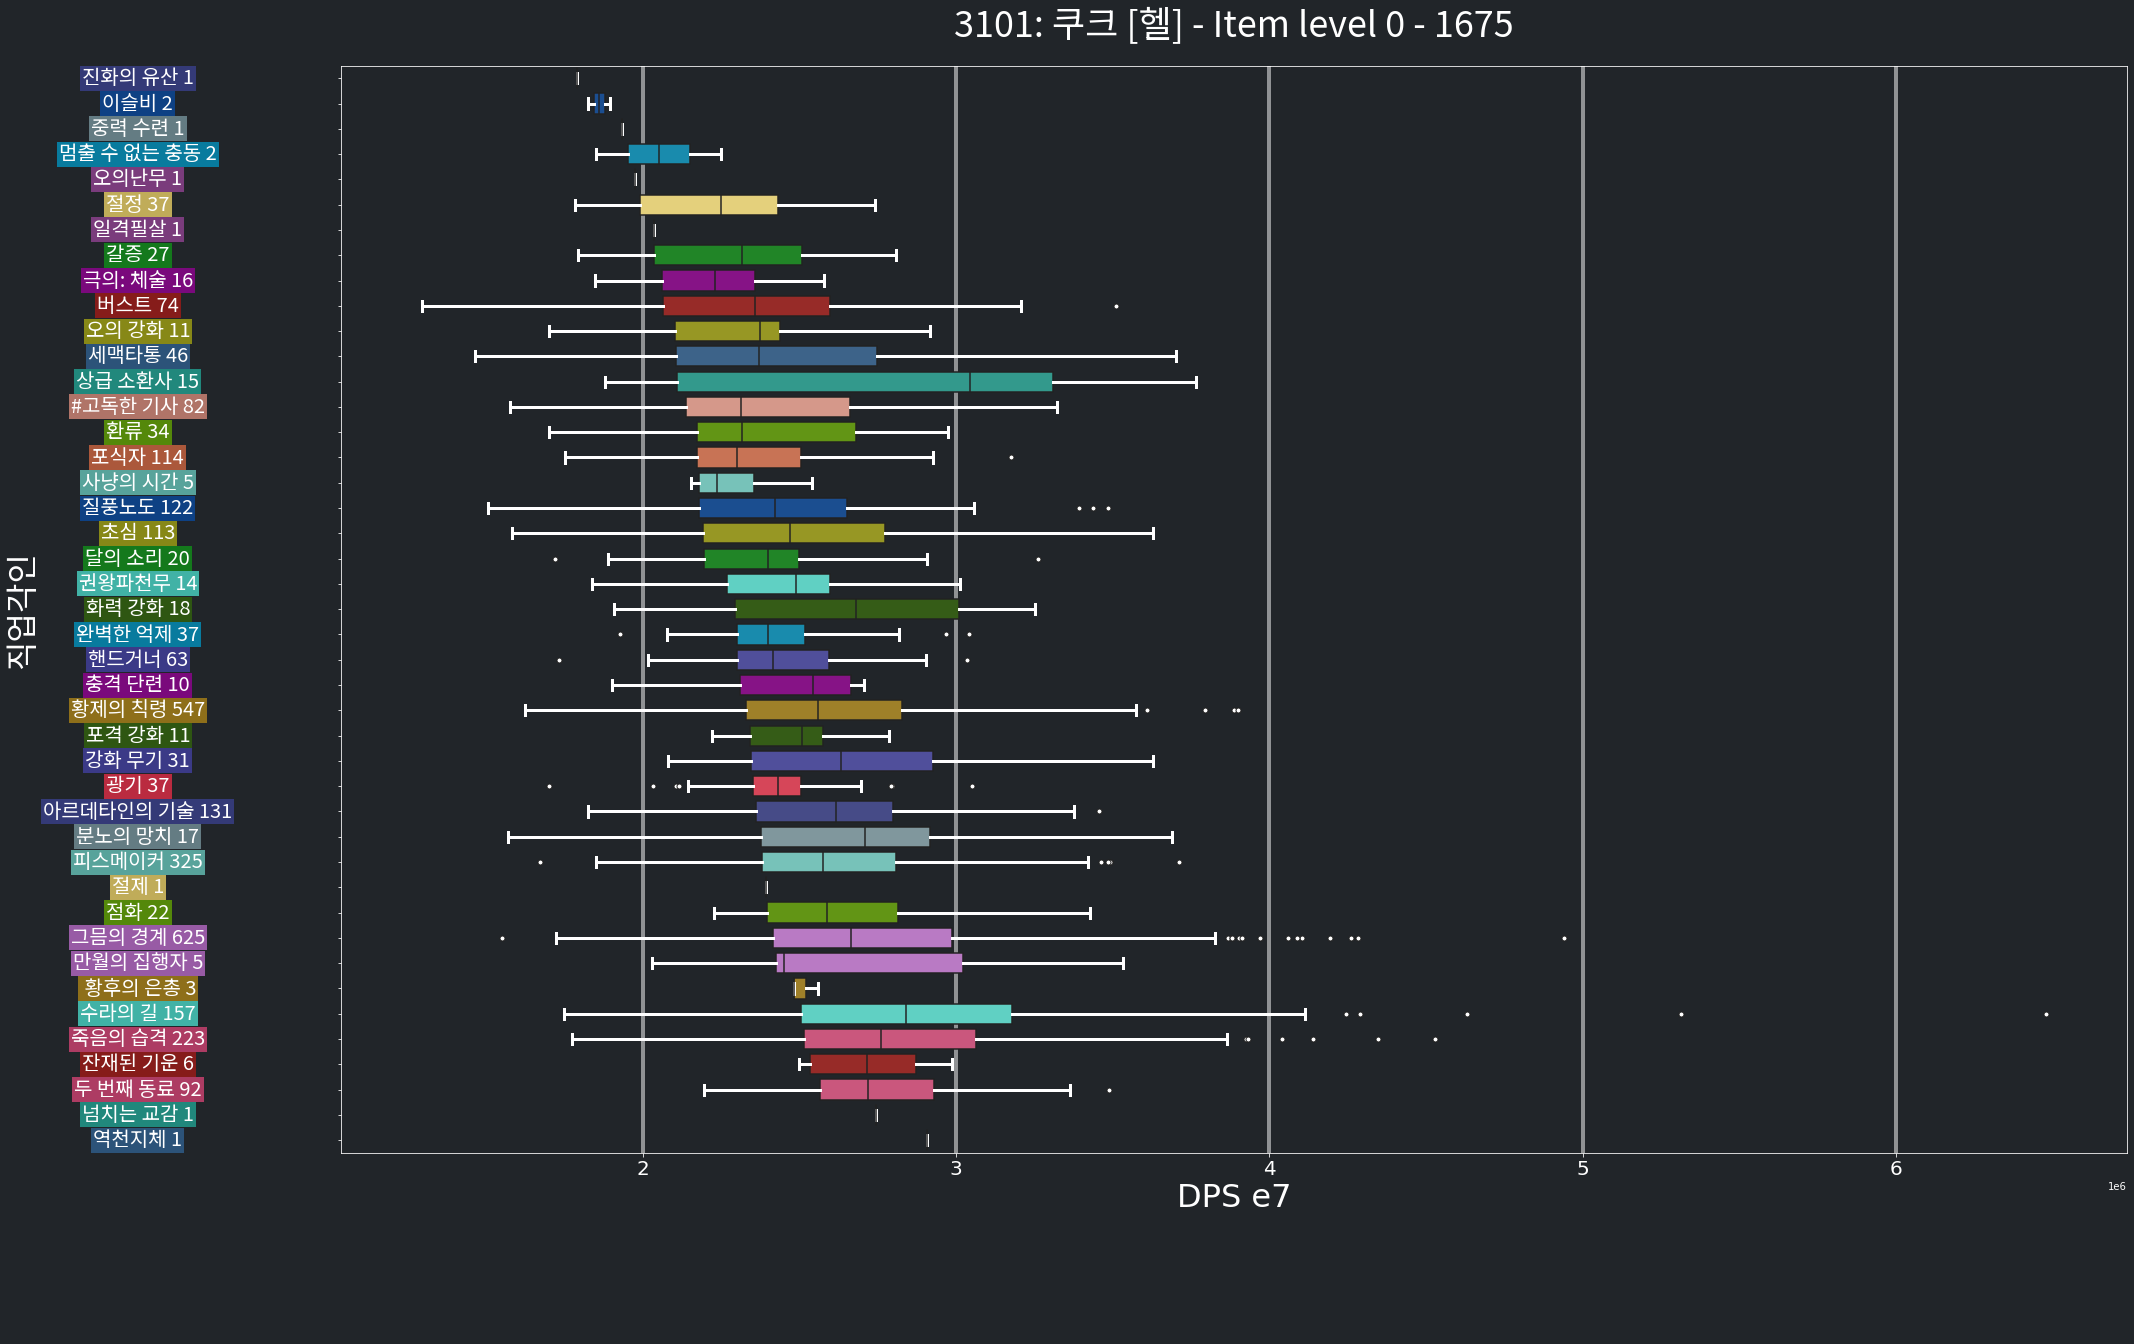 3101: 쿠크 [헬] - Item level 0 - 1675
직업각인
진화의 유산 1
이슬비 2
중력 수련 1
멈출 수 없는 충동 2
오의난무 1
절정 37
일격필살 1
갈증 27
극의: 체술 16
버스트 74
오의 강화 11
세맥타통 46
상급 소환사 15
#고독한 기사 82
환류 34
포식자 114
사냥의 시간 5
질풍노도 122
초심 113
달의 소리 20
권왕파천무 14
화력 강화 18
완벽한 억제 37
핸드거너 63
충격 단련 10
황제의 칙령 547
포격 강화 11
강화 무기 31
광기 37
아르데타인의 기술 131
분노의 망치 17
피스메이커 325
절제 1
점화 22
그믐의 경계 625
만월의 집행자 5
황후의 은총 3
수라의 길 157
죽음의 습격 223
잔재된 기운 6
두 번째 동료 92
넘치는 교감 1
역천지체 1
2 3 4 5 6
DPS e7
1e6